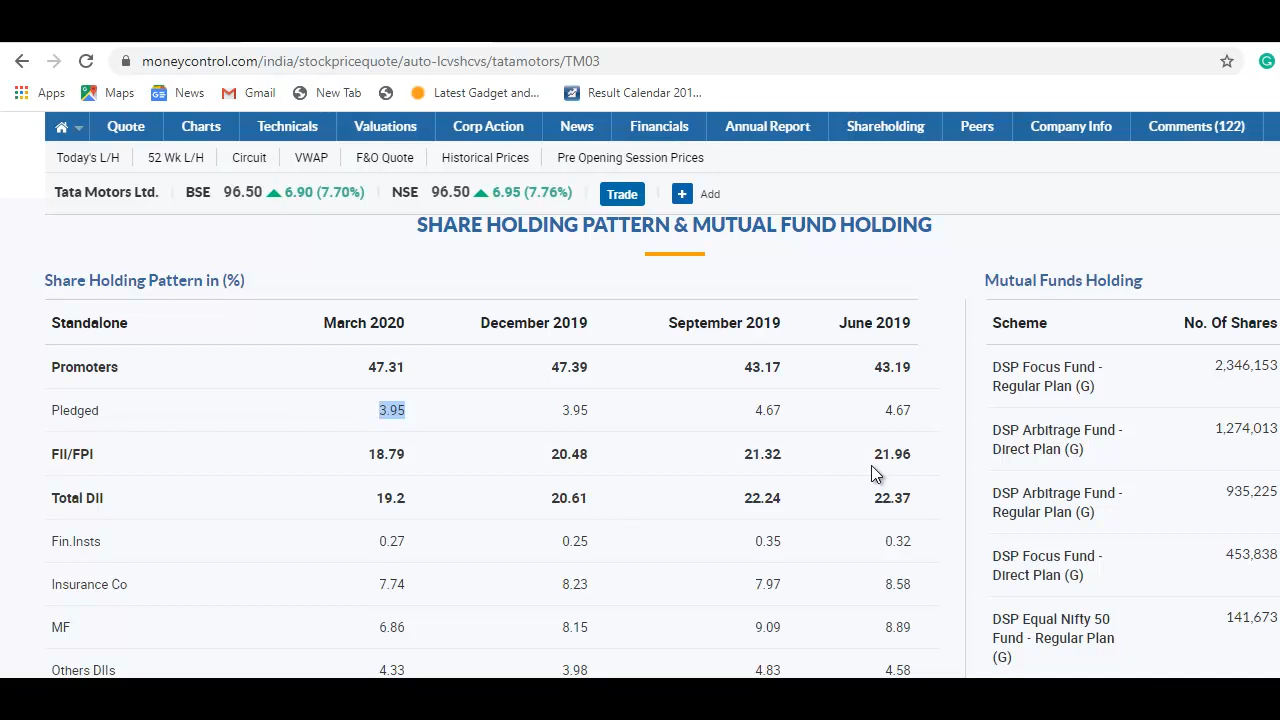 moneycontrol.com/india/stockpricequote/auto-lcvshcvs/tatamotors/TM03
Apps Maps News Gmail New Tab Latest Gadget and... Result Calendar 201...
Quote Charts Technicals Valuations Corp Action News Financials Annual Report Shareholding Peers Company Info Comments (122)
Today's L/H 52 Wk L/H Circuit VWAP F&O Quote Historical Prices Pre Opening Session Prices
Tata Motors Ltd. BSE 96.50 6.90 (7.70%) NSE 96.50 6.95 (7.76%) Trade + Add
SHARE HOLDING PATTERN & MUTUAL FUND HOLDING
Share Holding Pattern in (%)
Standalone March 2020 December 2019 September 2019 June 2019
Promoters 47.31 47.39 43.17 43.19
Pledged 3.95 3.95 4.67 4.67
FII/FPI 18.79 20.48 21.32 21.96
Total DII 19.2 20.61 22.24 22.37
Fin.Insts 0.27 0.25 0.35 0.32
Insurance Co 7.74 8.23 7.97 8.58
MF 6.86 8.15 9.09 8.89
Others DIIs 4.33 3.98 4.83 4.58
Mutual Funds Holding
Scheme No. Of Shares
DSP Focus Fund - 2,346,153
Regular Plan (G)
DSP Arbitrage Fund - 1,274,013
Direct Plan (G)
DSP Arbitrage Fund - 935,225
Regular Plan (G)
DSP Focus Fund - 453,838
Direct Plan (G)
DSP Equal Nifty 50 141,673
Fund - Regular Plan
(G)